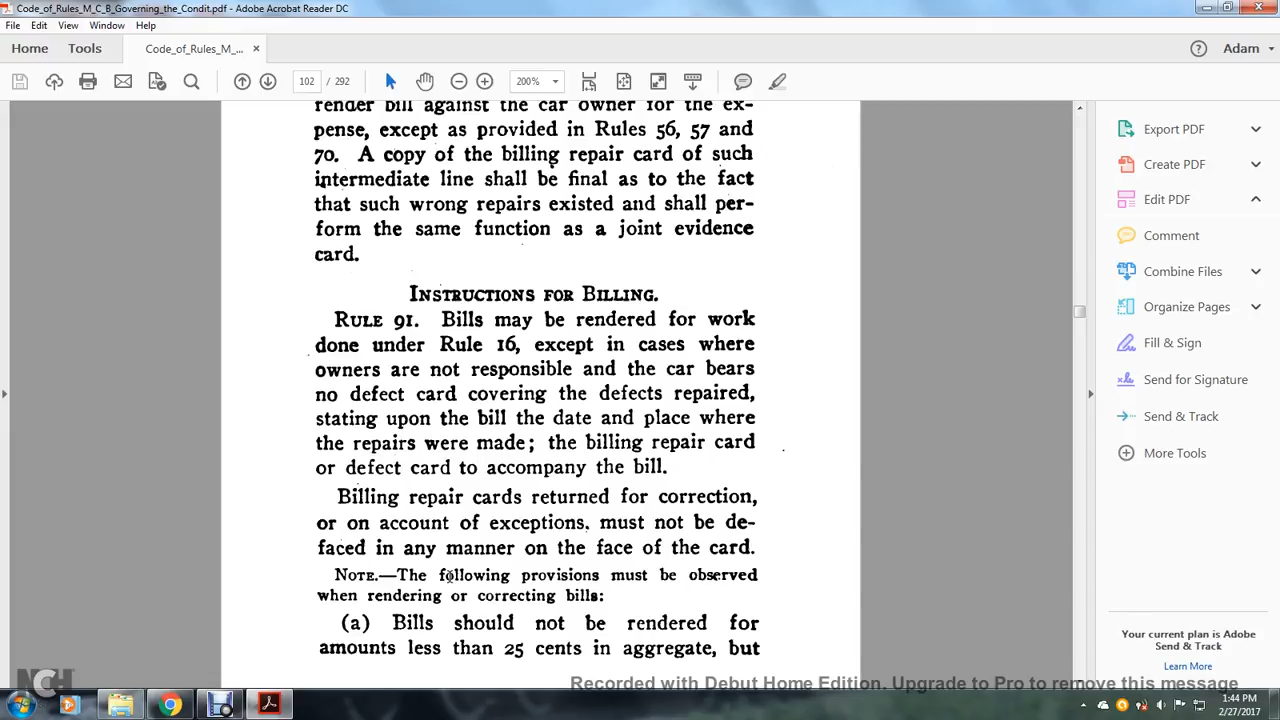 Code_of_Rules_M_C_B_Governing_the_Condit.pdf - Adobe Acrobat Reader DC
File Edit View Window Help
Home Tools Code_of_Rules_M_... × Adam
102 / 292 200%
render bill against the car owner for the ex-
pense, except as provided in Rules 56, 57 and
70. A copy of the billing repair card of such
intermediate line shall be final as to the fact
that such wrong repairs existed and shall per-
form the same function as a joint evidence
card.
INSTRUCTIONS FOR BILLING.
RULE 91. Bills may be rendered for work
done under Rule 16, except in cases where
owners are not responsible and the car bears
no defect card covering the defects repaired,
stating upon the bill the date and place where
the repairs were made; the billing repair card
or defect card to accompany the bill.
Billing repair cards returned for correction,
or on account of exceptions, must not be de-
faced in any manner on the face of the card.
NOTE.—The following provisions must be observed
when rendering or correcting bills:
(a) Bills should not be rendered for
amounts less than 25 cents in aggregate, but
Export PDF
Create PDF
Edit PDF
Comment
Combine Files
Organize Pages
Fill & Sign
Send for Signature
Send & Track
More Tools
Your current plan is Adobe
Send & Track
Learn More
NCH
Recorded with Debut Home Edition. Upgrade to Pro to remove this message
1:44 PM
2/27/2017